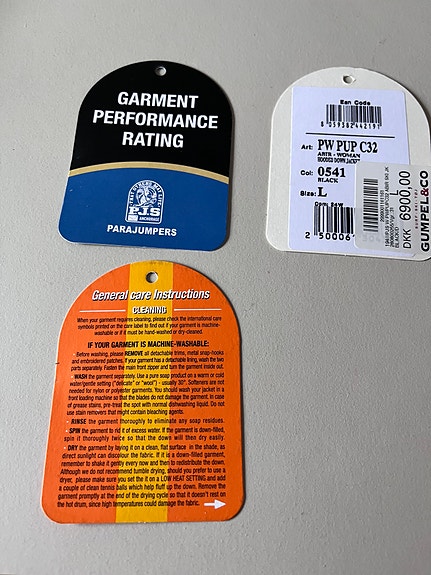 GARMENT
PERFORMANCE
RATING
PJS
ANCHORAGE
PARAJUMPERS
Ean Code
8 059382 442191
Art: PW PUP C32
HOODED DOWN JACKET
Col: 0541
BLACK
Size: L
2 50006
DKK 6.900,00
GUMPEL&CO
General care Instructions
CLEANING
When your garment requires cleaning, please check the international care
symbols printed on the care label to find out if your garment is machine-
washable or if it must be hand-washed or dry-cleaned.
IF YOUR GARMENT IS MACHINE-WASHABLE:
Before washing, please REMOVE all detachable trims, metal snap-hooks
and embroidered patches. If your garment has a detachable lining, wash the two
parts separately. Fasten the main front zipper and turn the garment inside out.
WASH the garment separately. Use a pure soap product on a warm or cold
water/gentle setting ("delicate" or "wool") - usually 30°. Softeners are not
needed for nylon or polyester garments. You should wash your jacket in a
front loading machine so that the blades do not damage the garment. In case
of grease stains, pre-treat the spot with normal dishwashing liquid. Do not
use stain removers that might contain bleaching agents.
RINSE the garment thoroughly to eliminate any soap residues.
SPIN the garment to rid it of excess water. If the garment is down-filled,
spin it thoroughly twice so that the down will then dry easily.
DRY the garment by laying it on a clean, flat surface in the shade, as
direct sunlight can discolour the fabric. If it is a down-filled garment,
remember to shake it gently every now and then to redistribute the down.
Although we do not recommend tumble drying, should you prefer to use a
dryer, please make sure you set it on a LOW HEAT SETTING and add
a couple of clean tennis balls which help fluff up the down. Remove the
garment promptly at the end of the drying cycle so that it doesn't rest on
the hot drum, since high temperatures could damage the fabric.